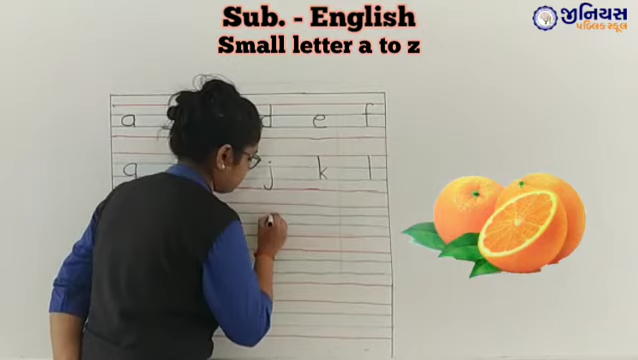 Sub. - English
Small letter a to z
જીનિયસ
પબ્લિક સ્કૂલ
a d e f
g j k l